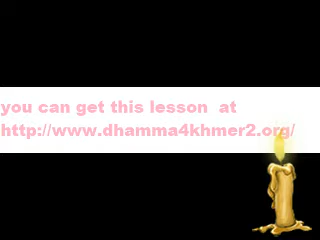 you can get this lesson  at
http://www.dhamma4khmer2.org/